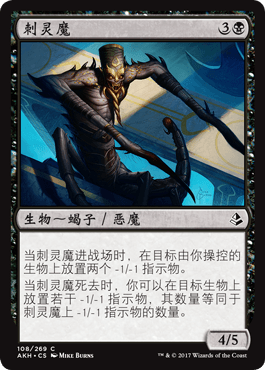 刺灵魔 3
生物~蝎子／恶魔
当刺灵魔进战场时，在目标由你操控的
生物上放置两个 -1/-1 指示物。
当刺灵魔死去时，你可以在目标生物上
放置若干 -1/-1 指示物，其数量等同于
刺灵魔上 -1/-1 指示物的数量。
4/5
108/269 C
AKH • CS Mike Burns
™ & © 2017 Wizards of the Coast